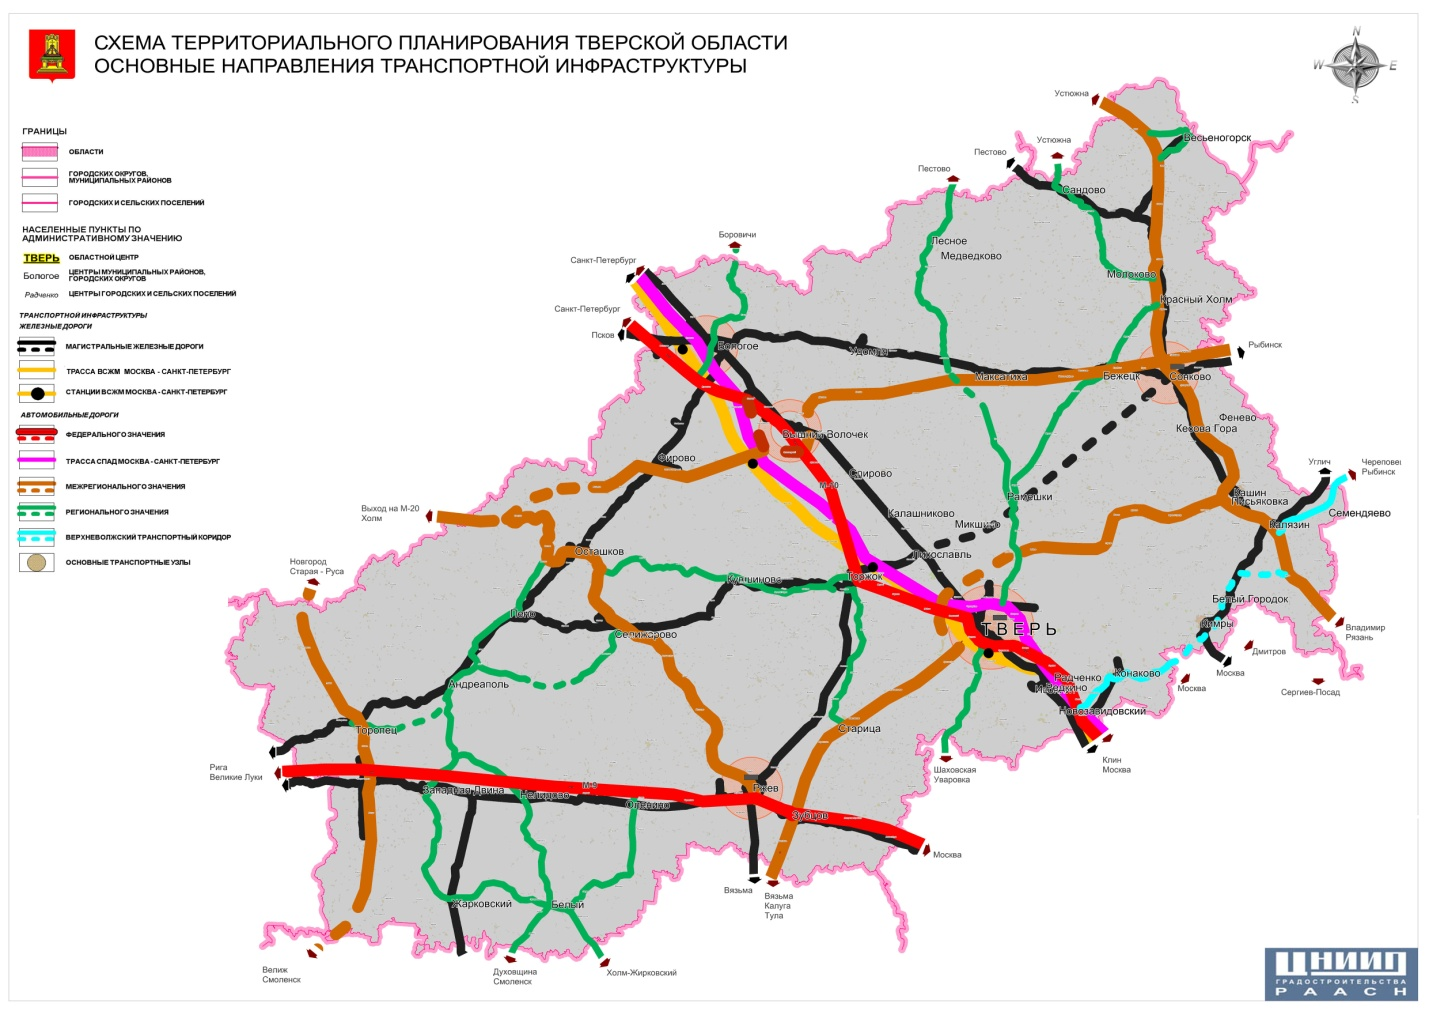 СХЕМА ТЕРРИТОРИАЛЬНОГО ПЛАНИРОВАНИЯ ТВЕРСКОЙ ОБЛАСТИ
ОСНОВНЫЕ НАПРАВЛЕНИЯ ТРАНСПОРТНОЙ ИНФРАСТРУКТУРЫ
N
W
E
S
ГРАНИЦЫ
ОБЛАСТИ
ГОРОДСКИХ ОКРУГОВ,
МУНИЦИПАЛЬНЫХ РАЙОНОВ
ГОРОДСКИХ И СЕЛЬСКИХ ПОСЕЛЕНИЙ
НАСЕЛЕННЫЕ ПУНКТЫ ПО
АДМИНИСТРАТИВНОМУ ЗНАЧЕНИЮ
ТВЕРЬ
ОБЛАСТНОЙ ЦЕНТР
Бологое
ЦЕНТРЫ МУНИЦИПАЛЬНЫХ РАЙОНОВ,
ГОРОДСКИХ ОКРУГОВ
Радченко
ЦЕНТРЫ ГОРОДСКИХ И СЕЛЬСКИХ ПОСЕЛЕНИЙ
ТРАНСПОРТНОЙ ИНФРАСТРУКТУРЫ
ЖЕЛЕЗНЫЕ ДОРОГИ
МАГИСТРАЛЬНЫЕ ЖЕЛЕЗНЫЕ ДОРОГИ
ТРАССА ВСЖМ МОСКВА - САНКТ-ПЕТЕРБУРГ
СТАНЦИИ ВСЖМ МОСКВА - САНКТ-ПЕТЕРБУРГ
АВТОМОБИЛЬНЫЕ ДОРОГИ
ФЕДЕРАЛЬНОГО ЗНАЧЕНИЯ
ТРАССА СПАД МОСКВА - САНКТ-ПЕТЕРБУРГ
МЕЖРЕГИОНАЛЬНОГО ЗНАЧЕНИЯ
РЕГИОНАЛЬНОГО ЗНАЧЕНИЯ
ВЕРХНЕВОЛЖСКИЙ ТРАНСПОРТНЫЙ КОРИДОР
ОСНОВНЫЕ ТРАНСПОРТНЫЕ УЗЛЫ
Устюжна
Весьегонск
Устюжна
Пестово
Пестово
Сандово
Боровичи
Лесное
Медведково
Санкт-Петербург
Молоково
Красный Холм
Санкт-Петербург
Псков
Бологое
Удомля
Рыбинск
Максатиха
Бежецк
Сонково
Фенево
Кесова Гора
Вышний Волочек
Фирово
Спирово
М-10
Углич
Рыбинск
Рамешки
Кашин
Письяковка
Калашниково
Микшино
Калязин
Семендяево
Выход на М-20
Холм
Осташков
Лихославль
Новгород
Старая - Руса
Кувшиново
Торжок
Белый Городок
Пено
Селижарово
ТВЕРЬ
Кимры
Владимир
Рязань
Дмитров
Конаково
Москва
Москва
Сергиев-Посад
Андреаполь
Радченко
Редкино
Новозавидовский
Торопец
Старица
Клин
Москва
Шаховская
Уваровка
Рига
Великие Луки
Западная Двина
Нелидово
М-9
Оленино
Ржев
Зубцов
Москва
Вязьма
Вязьма
Калуга
Тула
Жарковский
Белый
Велиж
Смоленск
Духовщина
Смоленск
Холм-Жирковский
ЦНИИП
ГРАДОСТРОИТЕЛЬСТВА
РААСН